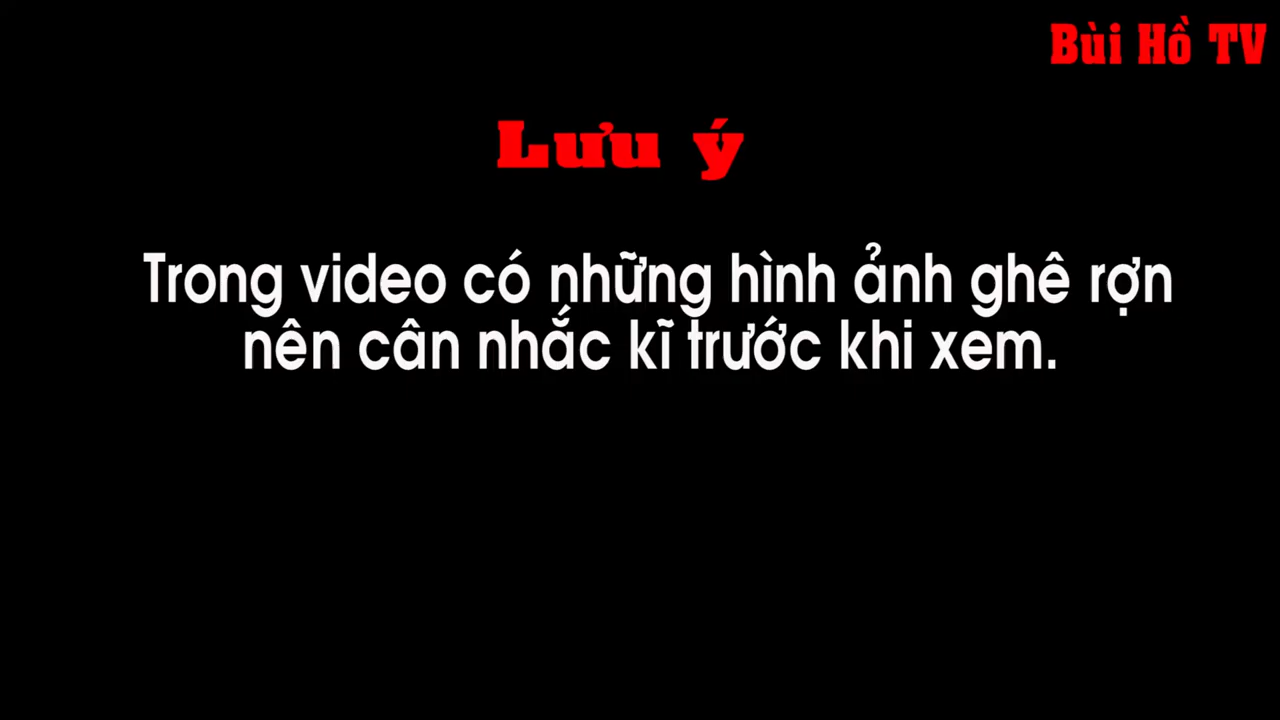 Bùi Hồ TV
Lưu ý
Trong video có những hình ảnh ghê rợn
nên cân nhắc kĩ trước khi xem.